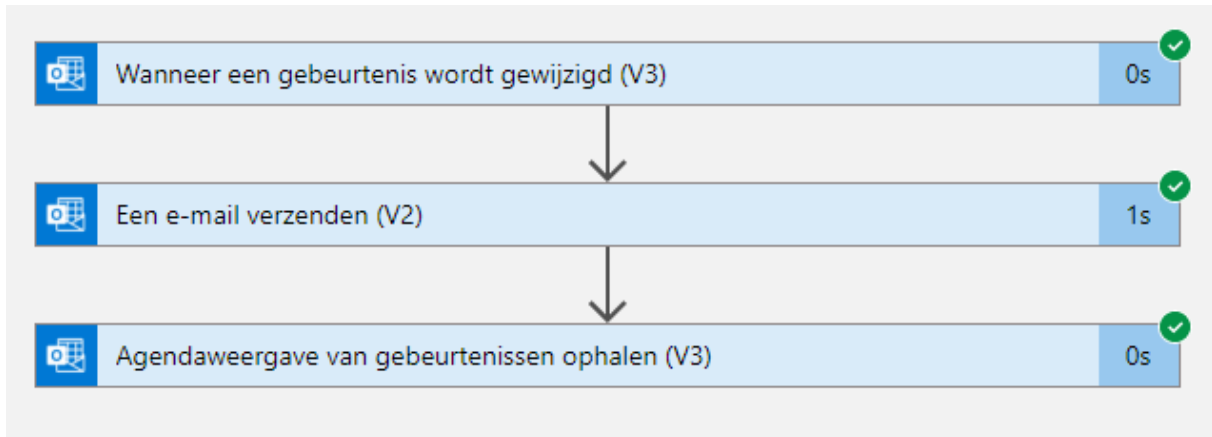 Wanneer een gebeurtenis wordt gewijzigd (V3) 0s
Een e-mail verzenden (V2) 1s
Agendaweergave van gebeurtenissen ophalen (V3) 0s